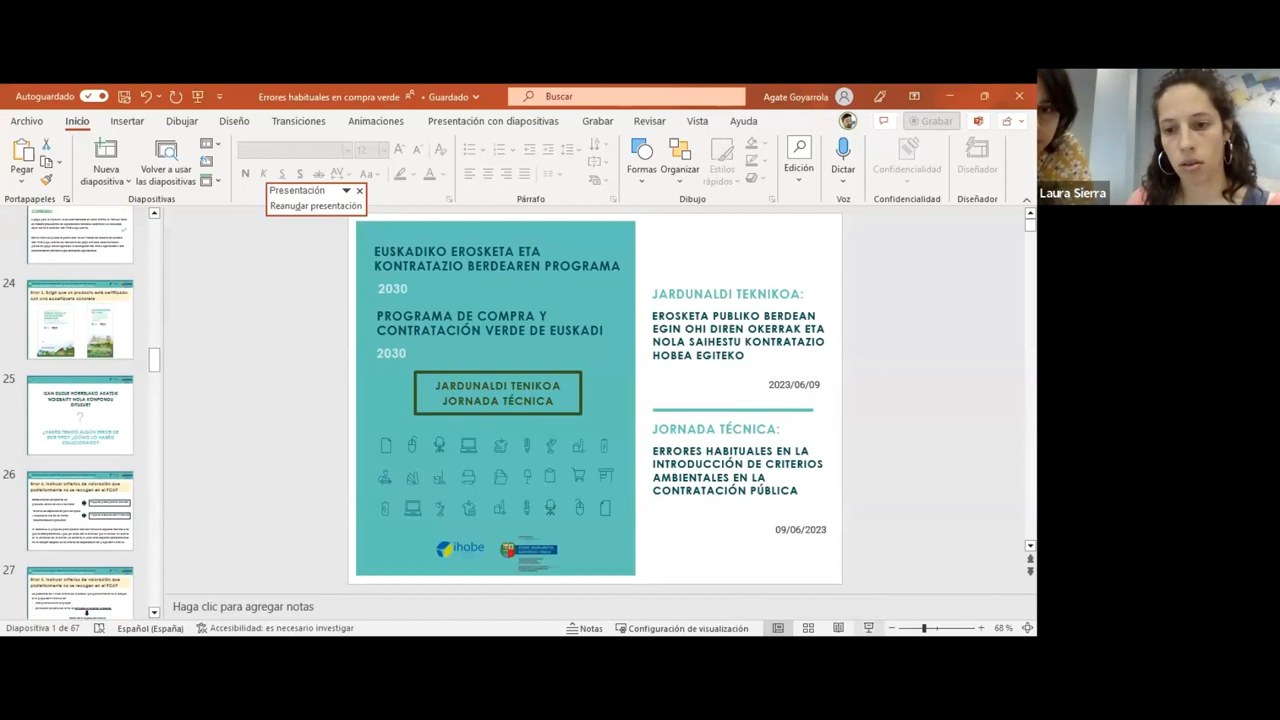 Autoguardado
Errores habituales en compra verde
Guardado
Buscar
Agate Goyarrola
Archivo
Inicio
Insertar
Dibujar
Diseño
Transiciones
Animaciones
Presentación con diapositivas
Grabar
Revisar
Vista
Ayuda
Grabar
Pegar
Nueva
diapositiva
Volver a usar
las diapositivas
12
N K S S ab AV Aa
Formas
Organizar
Estilos
rápidos
Edición
Dictar
Confidencialidad
Diseñador
Portapapeles
Diapositivas
Párrafo
Dibujo
Voz
Confidencialidad
Diseñador
Presentación
Reanudar presentación
Laura Sierra
24
25
26
27
EUSKADIKO EROSKETA ETA
KONTRATAZIO BERDEAREN PROGRAMA
2030
PROGRAMA DE COMPRA Y
CONTRATACIÓN VERDE DE EUSKADI
2030
JARDUNALDI TENIKOA
JORNADA TÉCNICA
ihobe
JARDUNALDI TEKNIKOA:
EROSKETA PUBLIKO BERDEAN
EGIN OHI DIREN OKERRAK ETA
NOLA SAIHESTU KONTRATAZIO
HOBEA EGITEKO
2023/06/09
JORNADA TÉCNICA:
ERRORES HABITUALES EN LA
INTRODUCCIÓN DE CRITERIOS
AMBIENTALES EN LA
CONTRATACIÓN PÚBLICA
09/06/2023
Haga clic para agregar notas
Diapositiva 1 de 67
Español (España)
Accesibilidad: es necesario investigar
Notas
Configuración de visualización
68 %